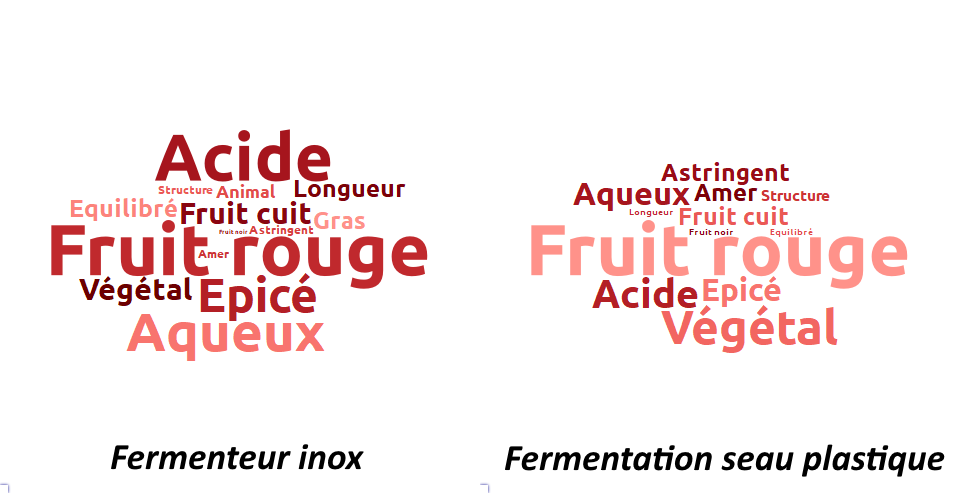 Acide
Structure Animal Longueur
Equilibré Fruit cuit Gras
Fruit noir Astringent
Fruit rouge
Amer
Végétal Epicé
Aqueux
Fermenteur inox
Astringent
Aqueux Amer Structure
Longueur Fruit cuit
Fruit noir Equilibré
Fruit rouge
Acide Epicé
Végétal
Fermentation seau plastique